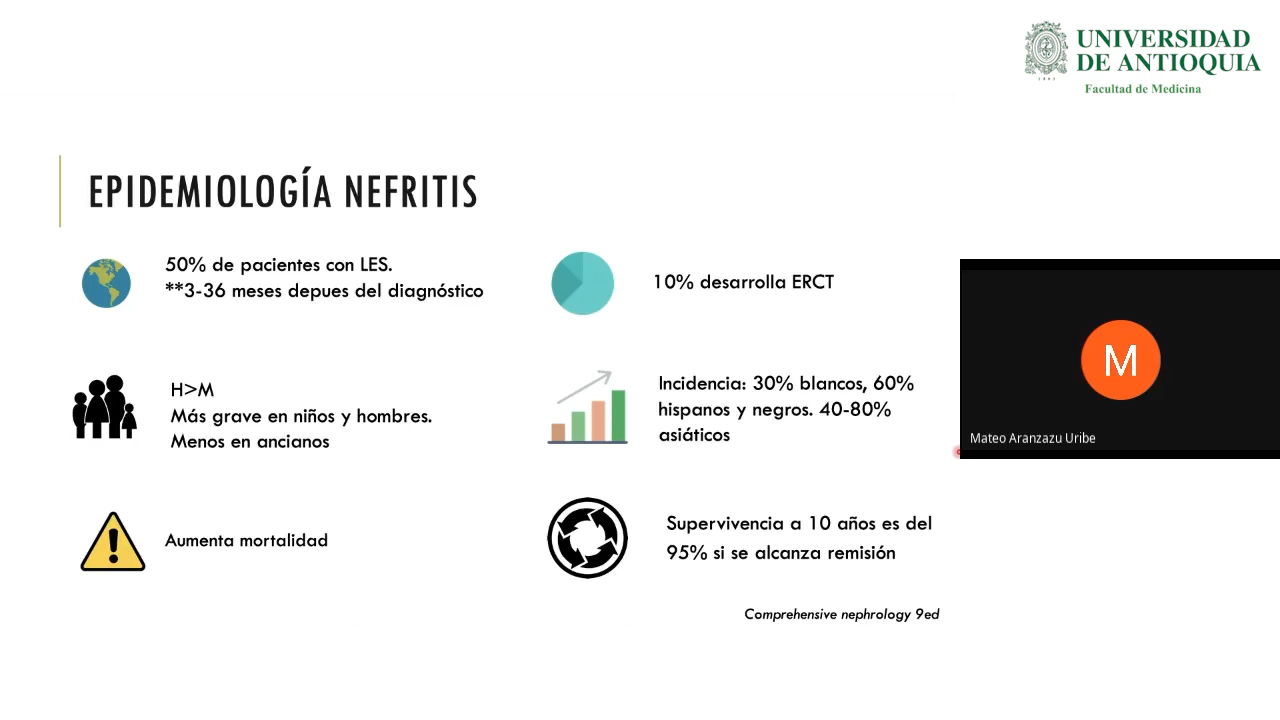 UNIVERSIDAD
DE ANTIOQUIA
1803
Facultad de Medicina
EPIDEMIOLOGÍA NEFRITIS
50% de pacientes con LES.
**3-36 meses depues del diagnóstico
10% desarrolla ERCT
H>M
Más grave en niños y hombres.
Menos en ancianos
Incidencia: 30% blancos, 60%
hispanos y negros. 40-80%
asiáticos
M
Mateo Aranzazu Uribe
Aumenta mortalidad
Supervivencia a 10 años es del
95% si se alcanza remisión
Comprehensive nephrology 9ed